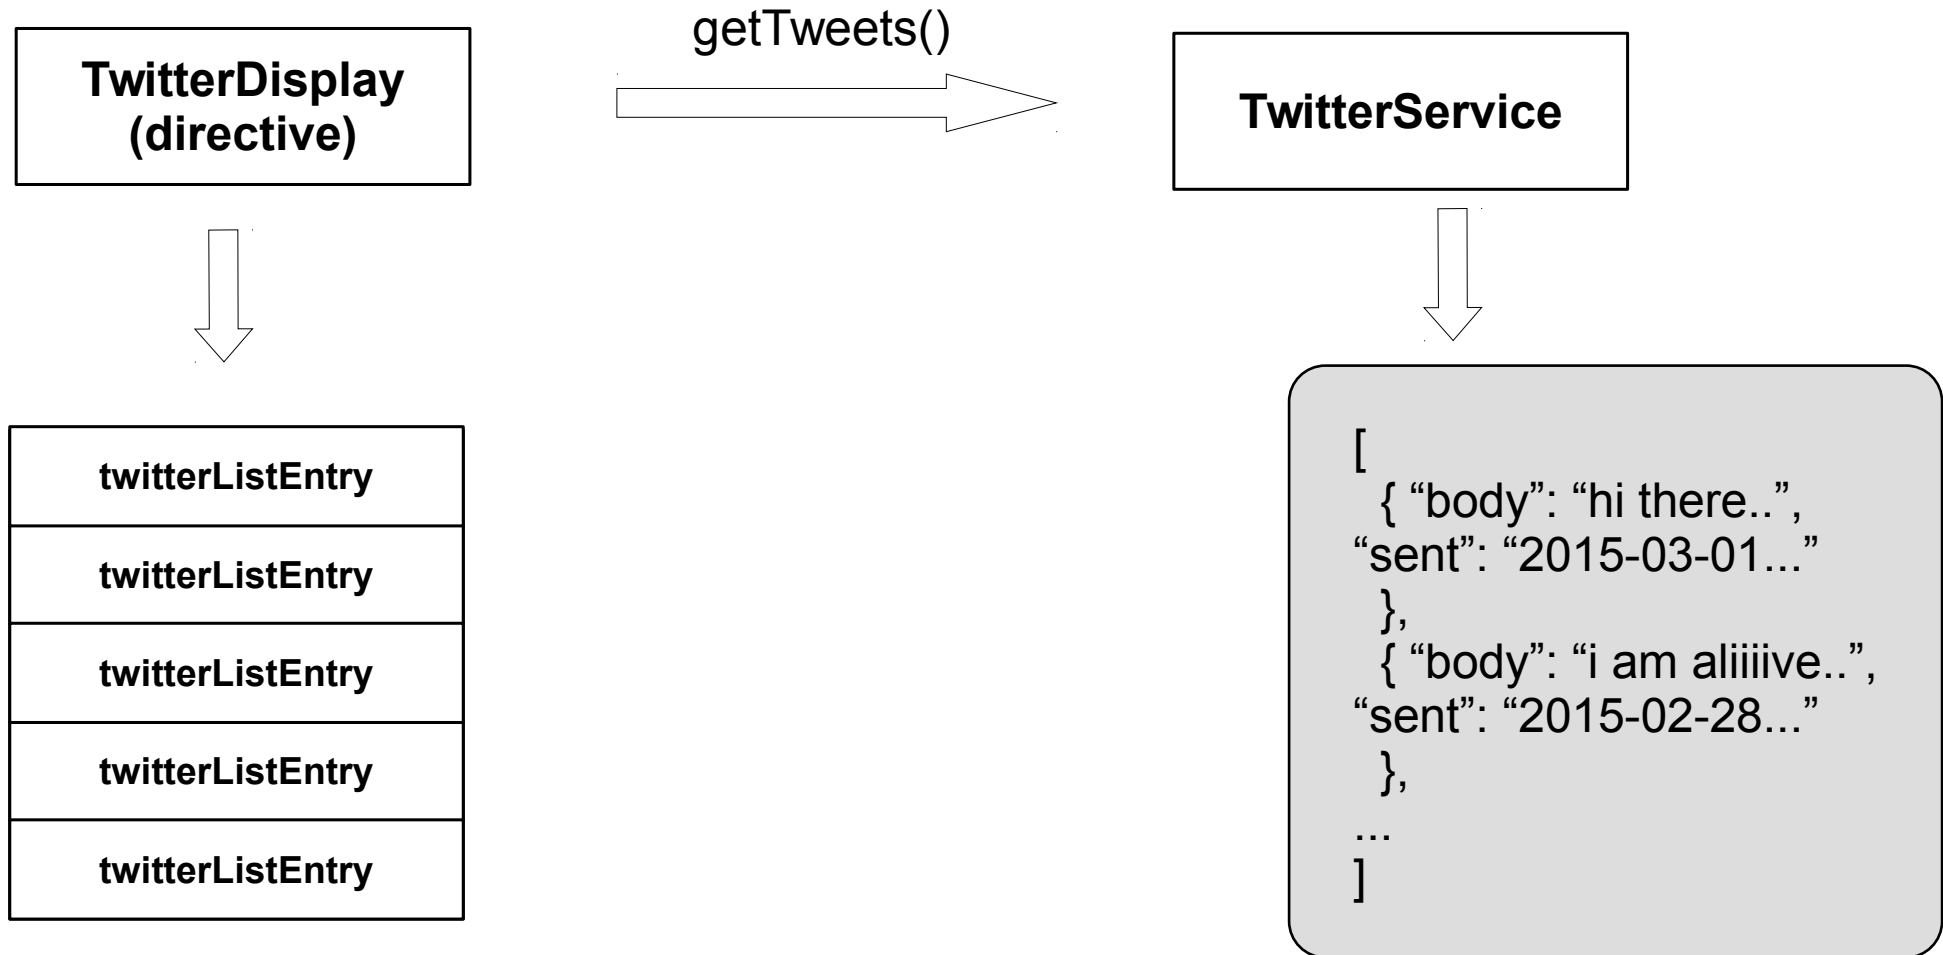 getTweets()
TwitterDisplay
(directive)
TwitterService
twitterListEntry
twitterListEntry
twitterListEntry
twitterListEntry
twitterListEntry
[
{ “body”: “hi there..”,
“sent”: “2015-03-01...”
},
{ “body”: “i am aliiiive..”,
“sent”: “2015-02-28...”
},
...
]